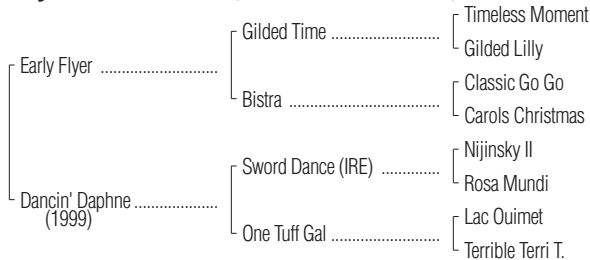 Timeless Moment
Gilded Time ..........................
Gilded Lilly
Early Flyer ............................
Classic Go Go
Bistra ....................................
Carols Christmas
Nijinsky II
Sword Dance (IRE) ..............
Rosa Mundi
Dancin' Daphne ....................
(1999)
Lac Ouimet
One Tuff Gal ..........................
Terrible Terri T.